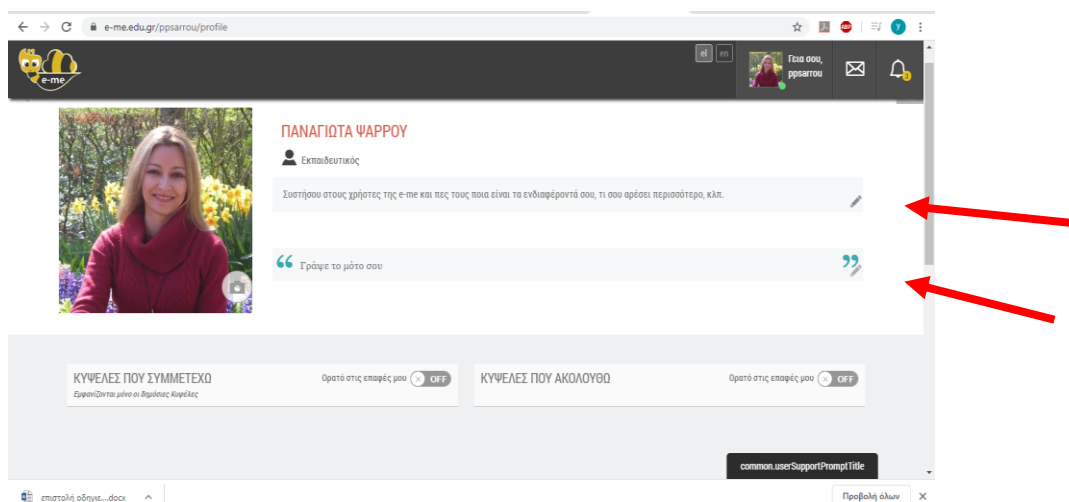 e-me.edu.gr/ppsarrou/profile
e-me
el en
Γεια σου,
ppsarrou
ΠΑΝΑΓΙΩΤΑ ΨΑΡΡΟΥ
Εκπαιδευτικός
Συστήσου στους χρήστες της e-me και πες τους ποια είναι τα ενδιαφέροντά σου, τι σου αρέσει περισσότερο, κλπ.
“ Γράψε το μότο σου ”
ΚΥΨΕΛΕΣ ΠΟΥ ΣΥΜΜΕΤΕΧΩ
Εμφανίζονται μόνο οι δημόσιες Κυψέλες
Ορατό στις επαφές μου OFF
ΚΥΨΕΛΕΣ ΠΟΥ ΑΚΟΛΟΥΘΩ
Ορατό στις επαφές μου OFF
common.userSupportPromptTitle
επιστολή οδηγιε....docx
Προβολή όλων